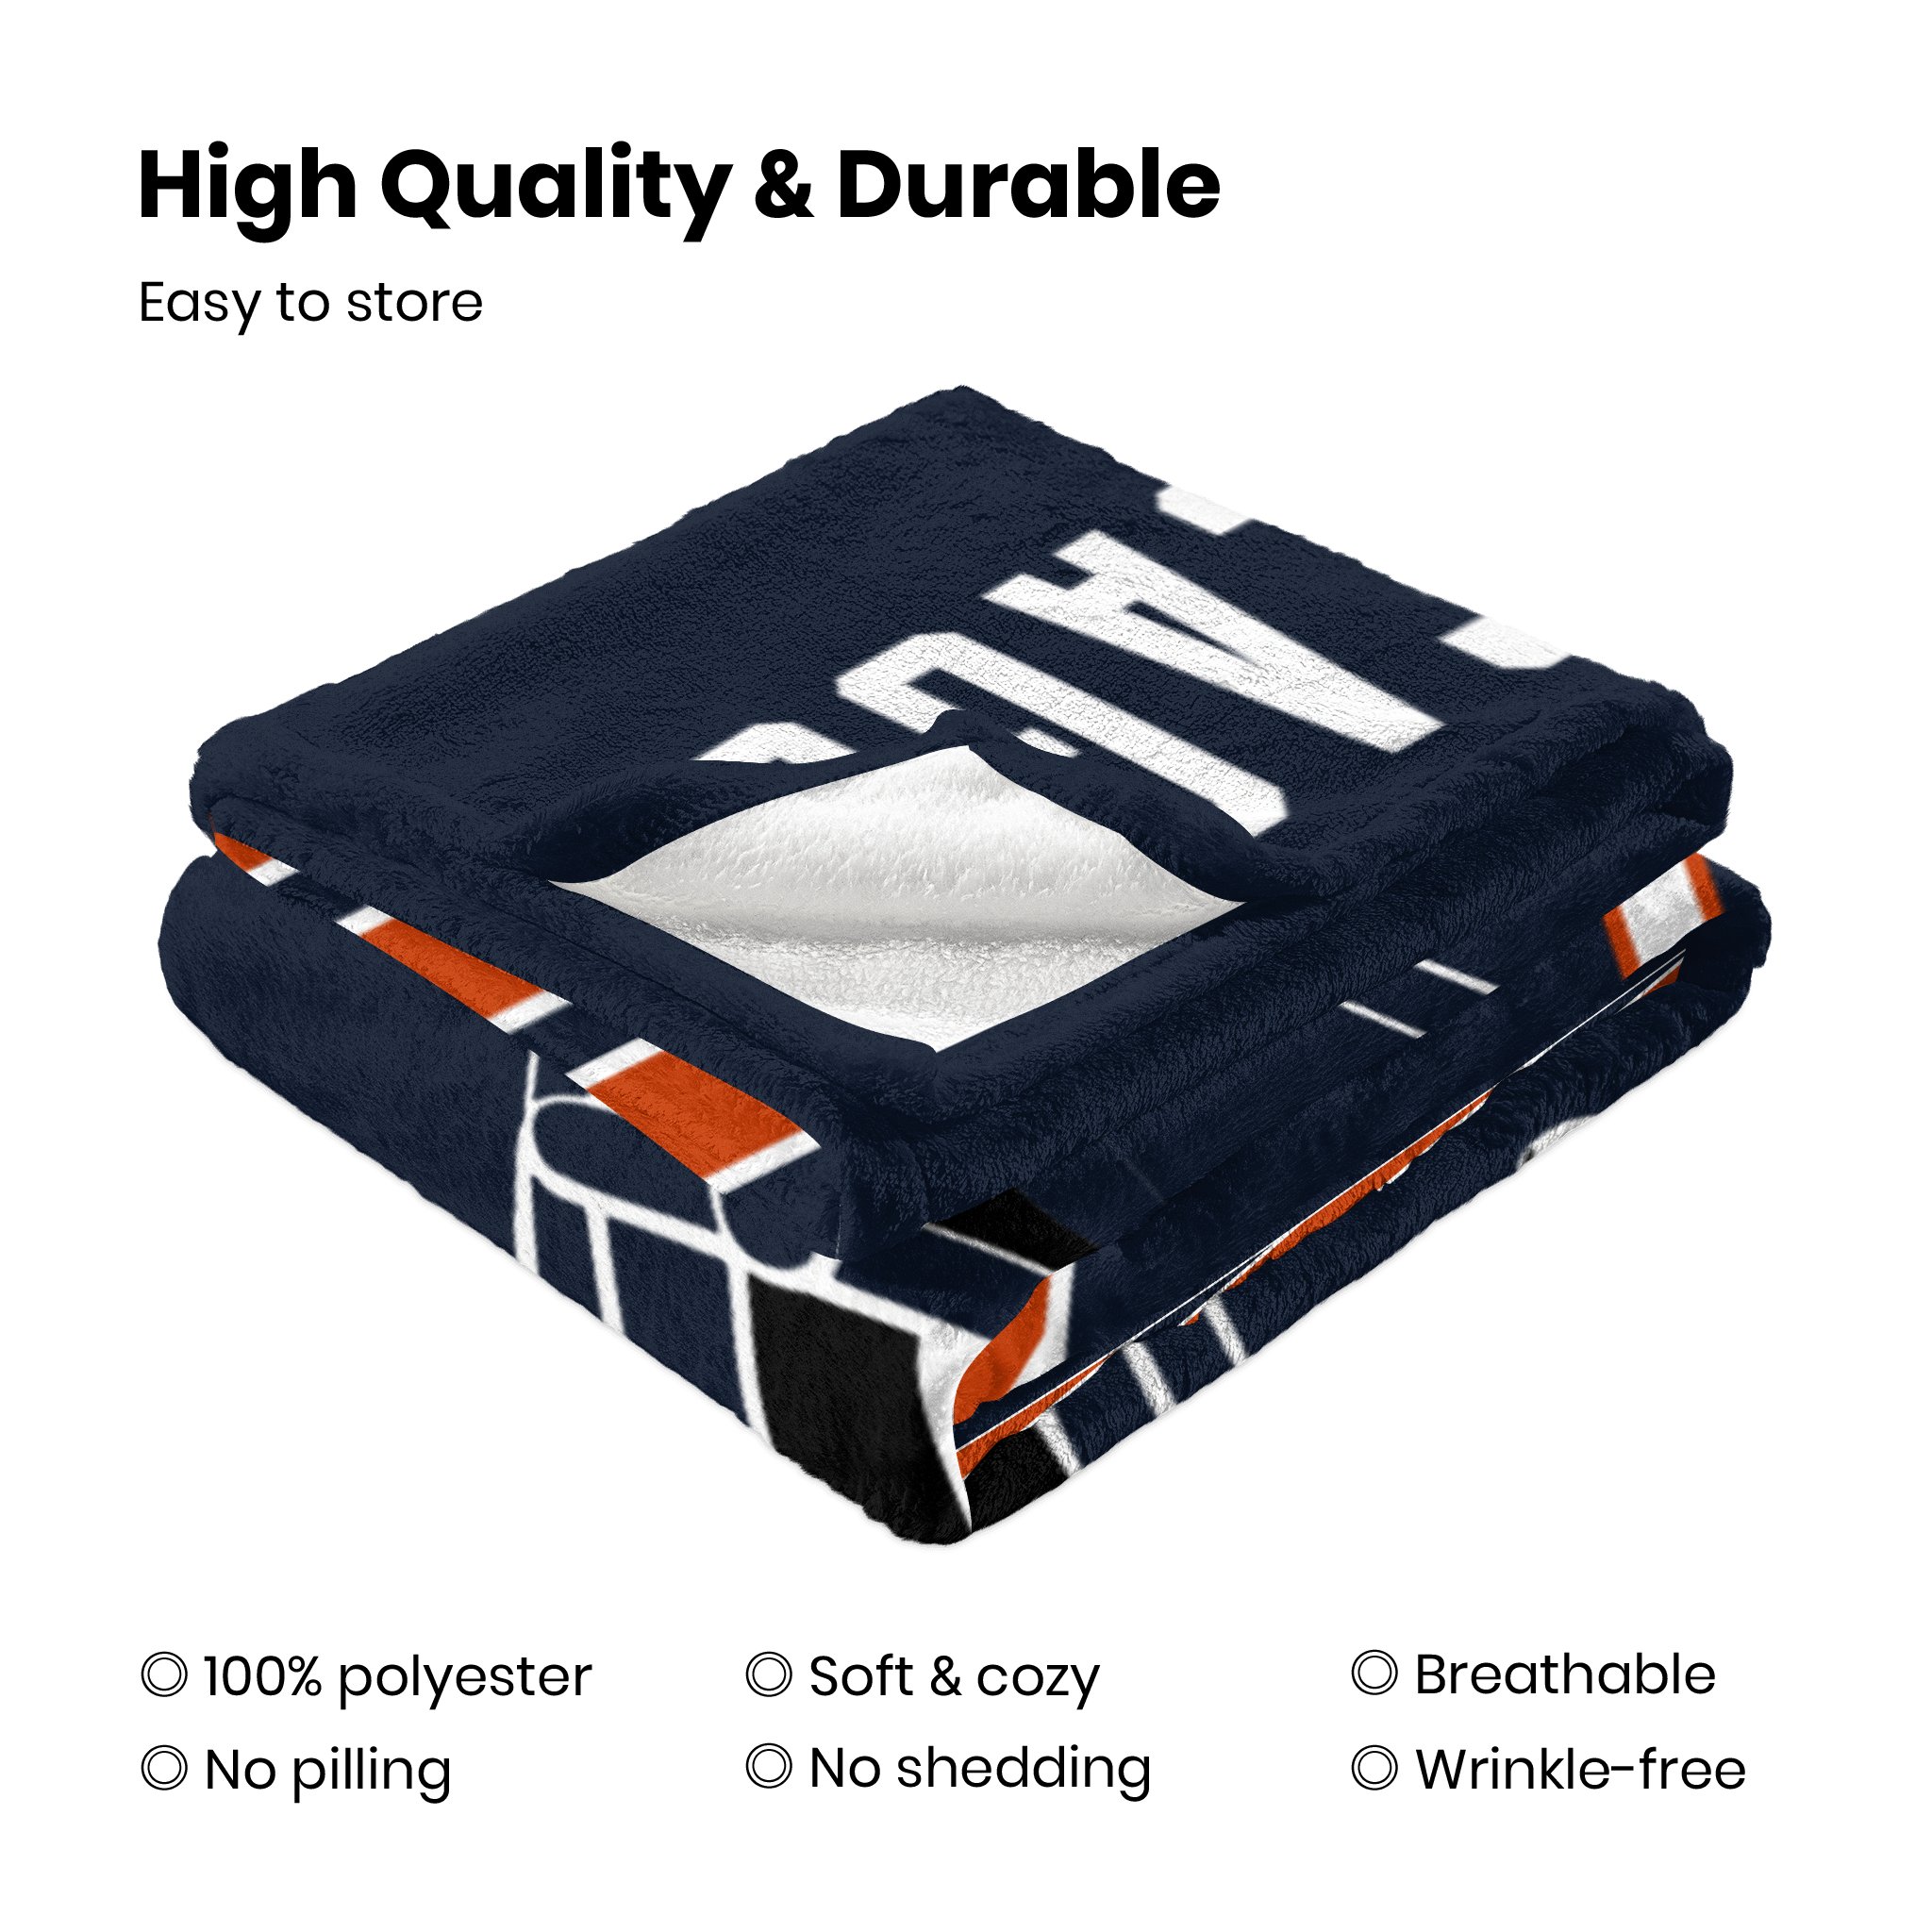 High Quality & Durable
Easy to store
100% polyester
Soft & cozy
Breathable
No pilling
No shedding
Wrinkle-free